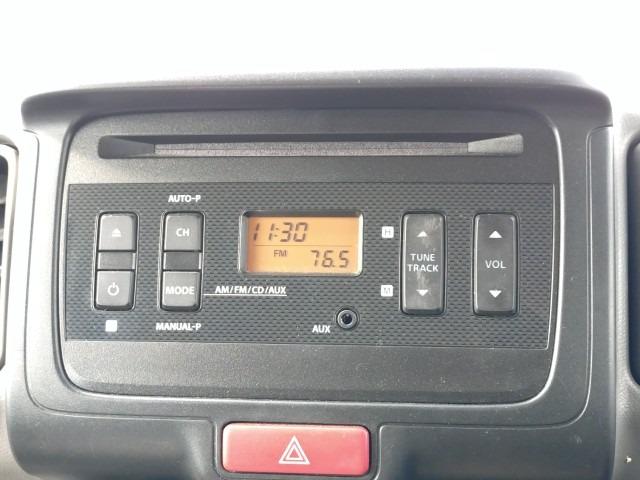 AUTO-P
CH
11:30
FM 76.5
H
TUNE
TRACK
VOL
MODE
AM/FM/CD/AUX
M
MANUAL-P
AUX